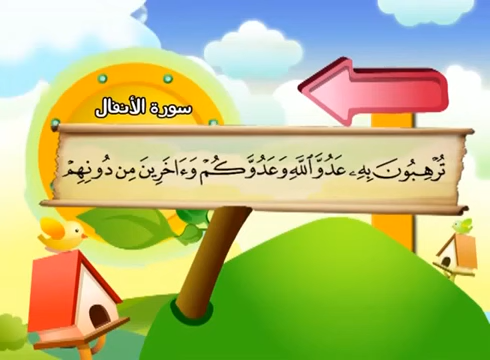 سورة الأنفال
تُرْهِبُونَ بِهِۦ عَدُوَّ ٱللَّهِ وَعَدُوَّكُمْ وَءَاخَرِينَ مِن دُونِهِمْ